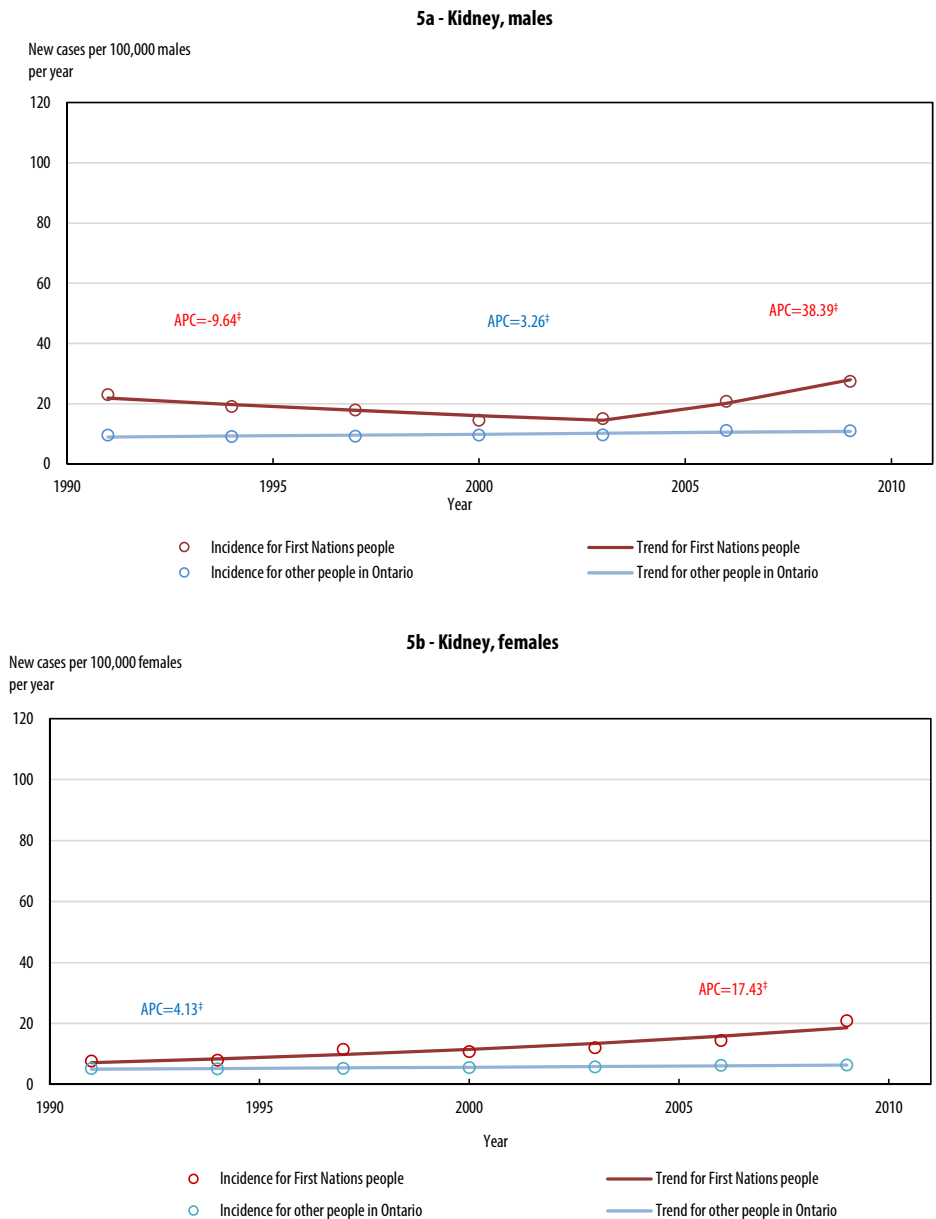 5a - Kidney, males
New cases per 100,000 males
per year
120
100
80
60
APC=-9.64‡
APC=3.26‡
APC=38.39‡
40
20
0
1990
1995
2000
2005
2010
Year
Incidence for First Nations people
Trend for First Nations people
Incidence for other people in Ontario
Trend for other people in Ontario
5b - Kidney, females
New cases per 100,000 females
per year
120
100
80
60
40
APC=4.13‡
APC=17.43‡
20
0
1990
1995
2000
2005
2010
Year
Incidence for First Nations people
Trend for First Nations people
Incidence for other people in Ontario
Trend for other people in Ontario